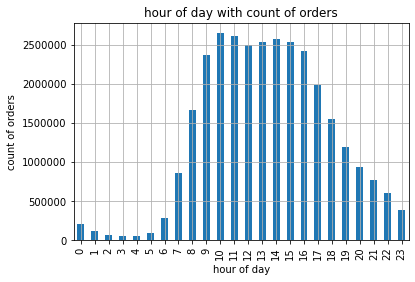 hour of day with count of orders
count of orders
2500000
2000000
1500000
1000000
500000
0
0 1 2 3 4 5 6 7 8 9 10 11 12 13 14 15 16 17 18 19 20 21 22 23
hour of day